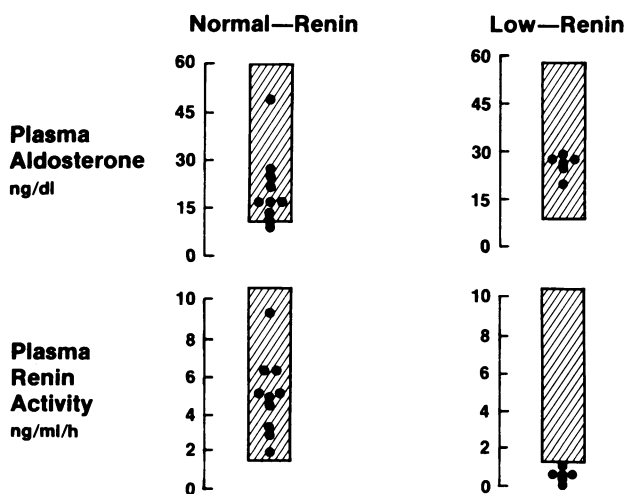 Normal—Renin
Low—Renin
Plasma
Aldosterone
ng/dl
60
45
30
15
0
60
45
30
15
0
Plasma
Renin
Activity
ng/ml/h
10
8
6
4
2
0
10
8
6
4
2
0